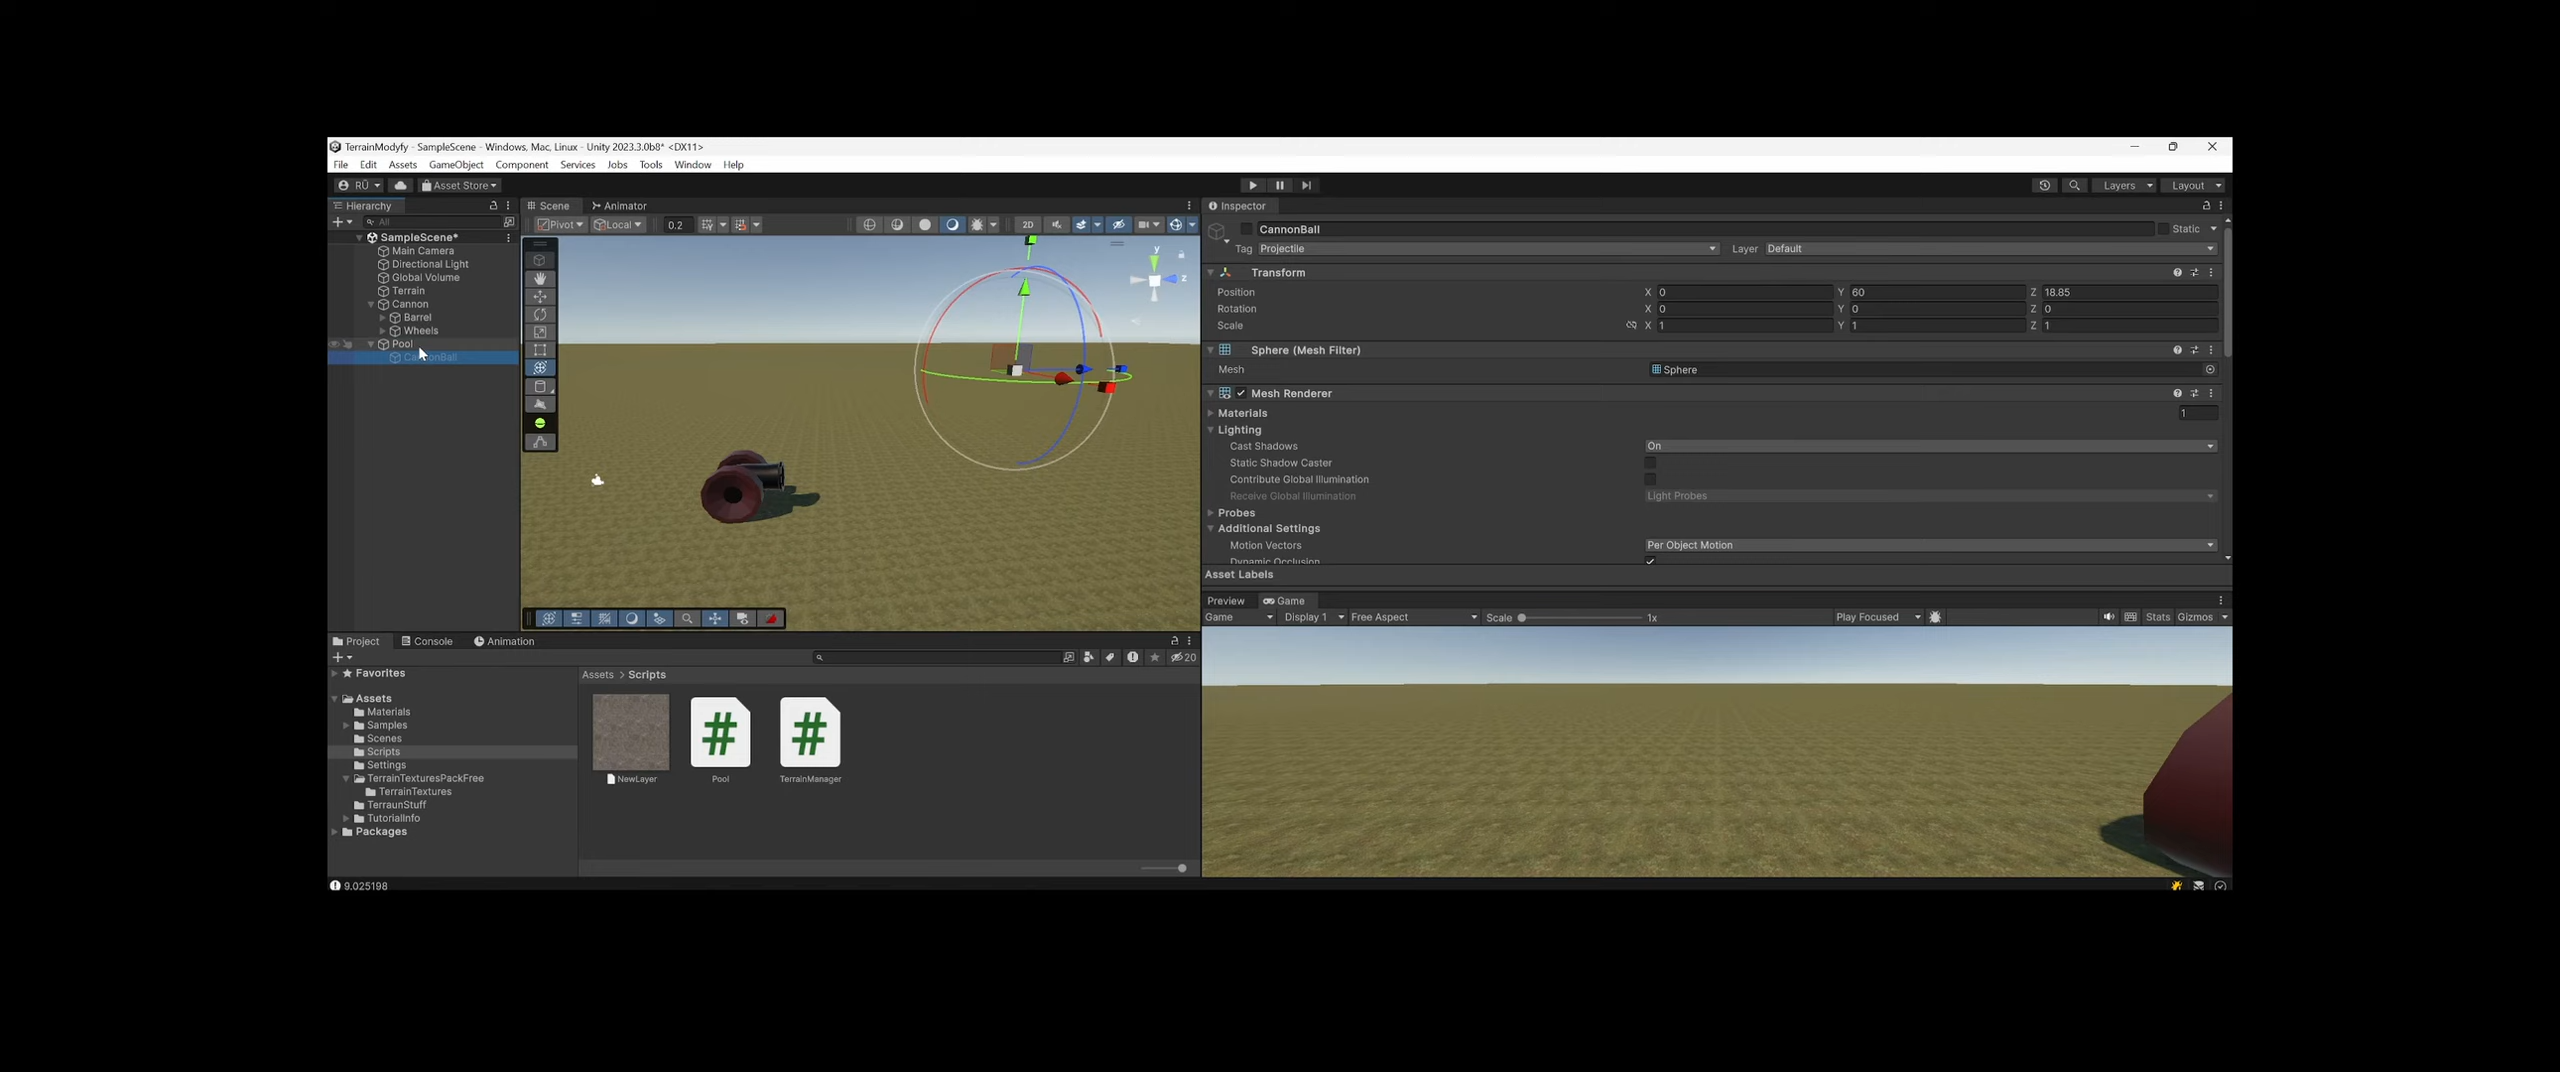 TerrainModyfy - SampleScene - Windows, Mac, Linux - Unity 2023.3.0b8* <DX11>
File Edit Assets GameObject Component Services Jobs Tools Window Help
RÜ Asset Store Layers Layout
Hierarchy Scene Animator Inspector
All Pivot Local 0.2 2D
SampleScene*
Main Camera
Directional Light
Global Volume
Terrain
Cannon
Barrel
Wheels
Pool
CannonBall
y
z
CannonBall Static
Tag Projectile Layer Default
Transform
Position X 0 Y 60 Z 18.85
Rotation X 0 Y 0 Z 0
Scale X 1 Y 1 Z 1
Sphere (Mesh Filter)
Mesh Sphere
Mesh Renderer
Materials 1
Lighting
Cast Shadows On
Static Shadow Caster
Contribute Global Illumination
Receive Global Illumination Light Probes
Probes
Additional Settings
Motion Vectors Per Object Motion
Dynamic Occlusion
Asset Labels
Preview Game
Game Display 1 Free Aspect Scale 1x Play Focused Stats Gizmos
Project Console Animation
20
Favorites
Assets
Materials
Samples
Scenes
Scripts
Settings
TerrainTexturesPackFree
TerrainTextures
TerraunStuff
TutorialInfo
Packages
Assets > Scripts
# #
NewLayer Pool TerrainManager
9.025198